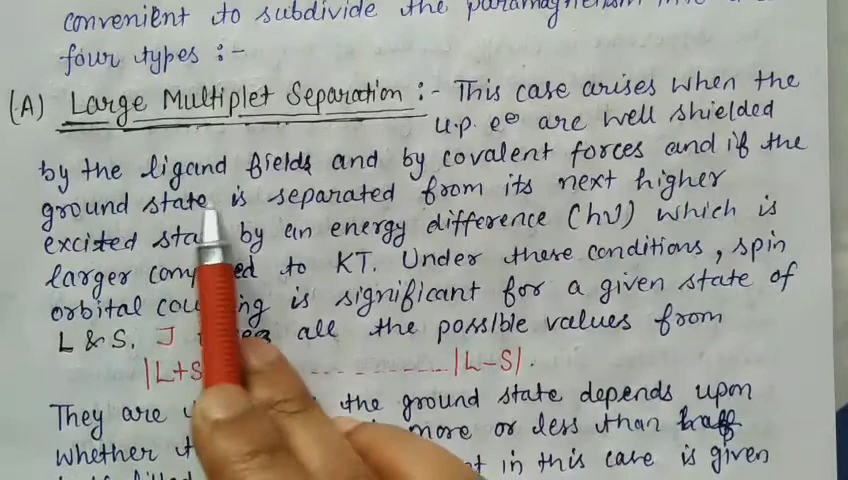 convenient to subdivide the paramagnetism
four types :-
(A) Large Multiplet Separation :- This case arises when the
u.p. e⊖ are well shielded
by the ligand fields and by covalent forces and if the
ground state is separated from its next higher
excited sta by an energy difference (hν) which is
larger com ed to KT. Under these conditions, spin
orbital cou ng is significant for a given state of
L & S. J all the possible values from
|L+S -------- |L-S|.
They are the ground state depends upon
whether more or less than half
in this case is given